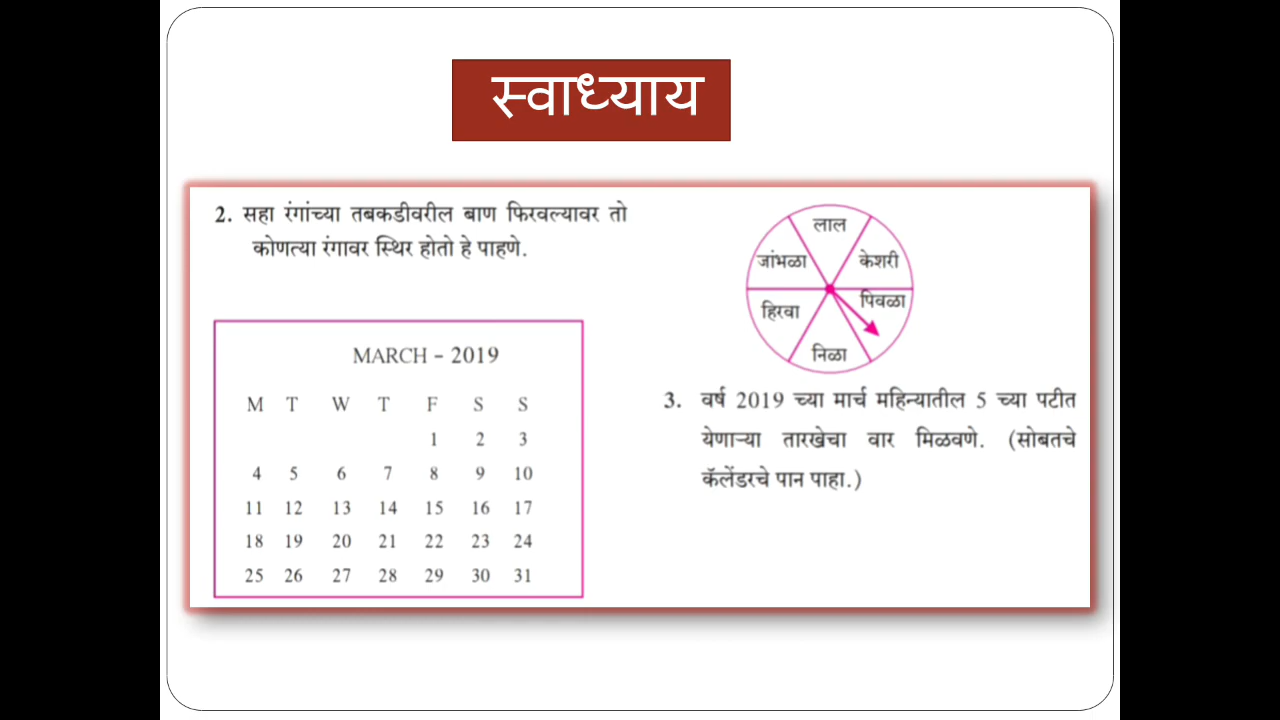 स्वाध्याय
2. सहा रंगांच्या तबकडीवरील बाण फिरवल्यावर तो
कोणत्या रंगावर स्थिर होतो हे पाहणे.
लाल
जांभळा केशरी
हिरवा पिवळा
निळा
MARCH - 2019
M T W T F S S
1 2 3
4 5 6 7 8 9 10
11 12 13 14 15 16 17
18 19 20 21 22 23 24
25 26 27 28 29 30 31
3. वर्ष 2019 च्या मार्च महिन्यातील 5 च्या पटीत
येणाऱ्या तारखेचा वार मिळवणे. (सोबतचे
कॅलेंडरचे पान पाहा.)